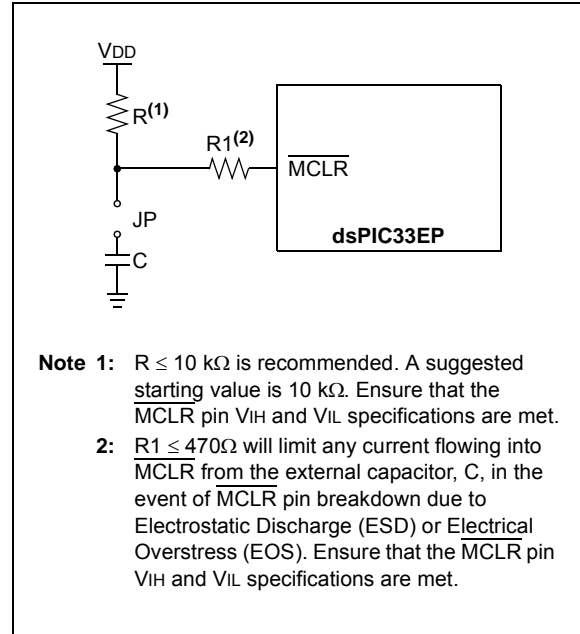 VDD
R(1)
R1(2)
MCLR
JP
dsPIC33EP
C
Note 1: R ≤ 10 kΩ is recommended. A suggested
starting value is 10 kΩ. Ensure that the
MCLR pin VIH and VIL specifications are met.
2: R1 ≤ 470Ω will limit any current flowing into
MCLR from the external capacitor, C, in the
event of MCLR pin breakdown due to
Electrostatic Discharge (ESD) or Electrical
Overstress (EOS). Ensure that the MCLR pin
VIH and VIL specifications are met.